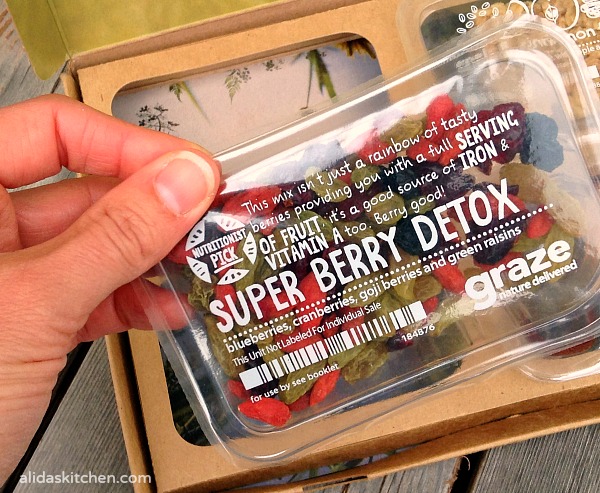 This mix isn't just a rainbow of tasty
berries providing you with a full SERVING
OF FRUIT, it's a good source of IRON &
VITAMIN A too. Berry good!
NUTRITIONIST
PICK
SUPER BERRY DETOX
blueberries, cranberries, goji berries and green raisins
This Unit Not Labeled For Individual Sale
184B76
for use by see booklet
graze
nature delivered
alidaskitchen.com